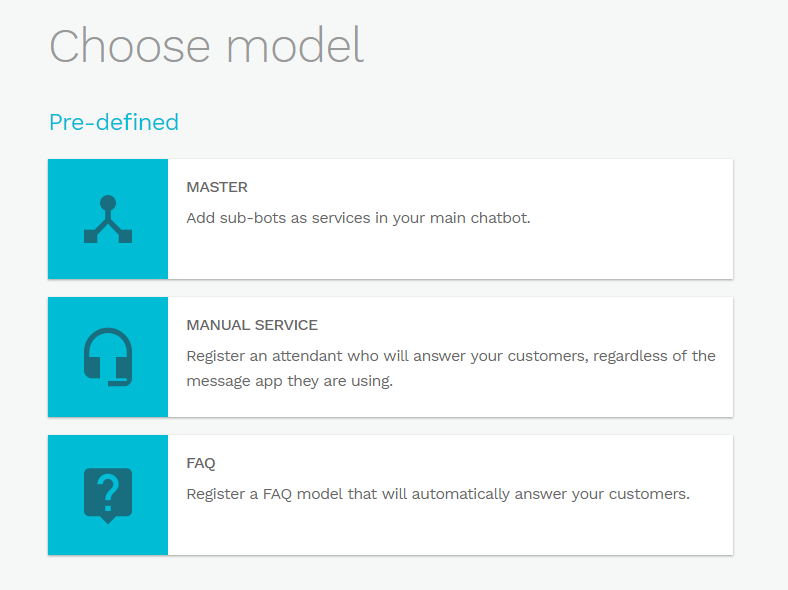 Choose model
Pre-defined
MASTER
Add sub-bots as services in your main chatbot.
MANUAL SERVICE
Register an attendant who will answer your customers, regardless of the
message app they are using.
FAQ
Register a FAQ model that will automatically answer your customers.